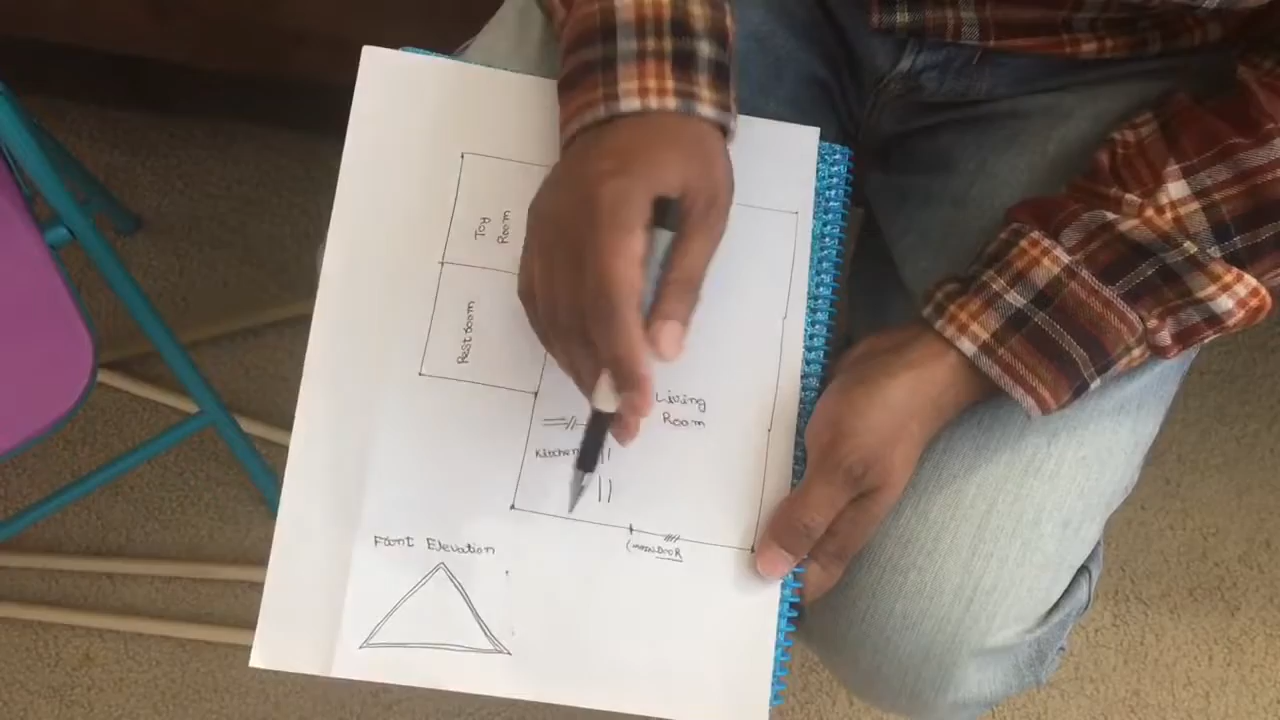 Toy
Room
Restroom
Living
Room
Kitchen
Front Elevation